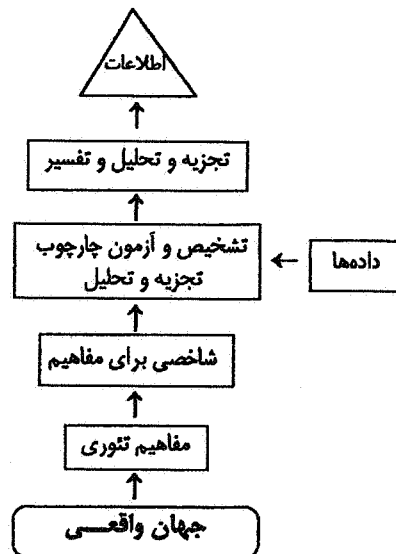 اطلاعات
تجزیه و تحلیل و تفسیر
تشخیص و آزمون چارچوب
تجزیه و تحلیل
داده‌ها
شاخصی برای مفاهیم
مفاهیم تئوری
جهان واقعی